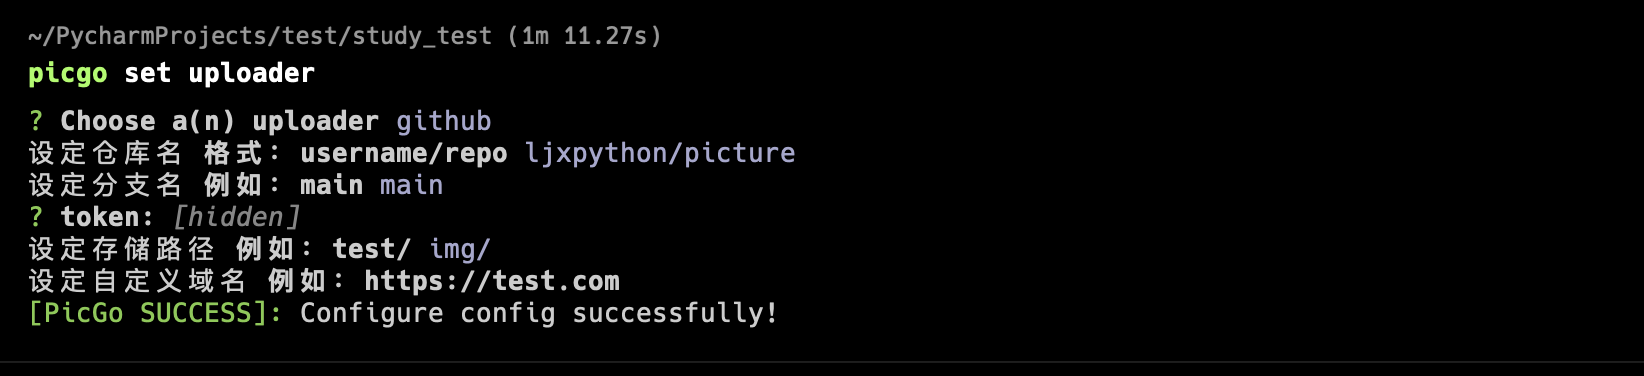 ~/PycharmProjects/test/study_test (1m 11.27s)
picgo set uploader
? Choose a(n) uploader github
设定仓库名 格式：username/repo ljxpython/picture
设定分支名 例如：main main
? token: [hidden]
设定存储路径 例如：test/ img/
设定自定义域名 例如：https://test.com
[PicGo SUCCESS]: Configure config successfully!